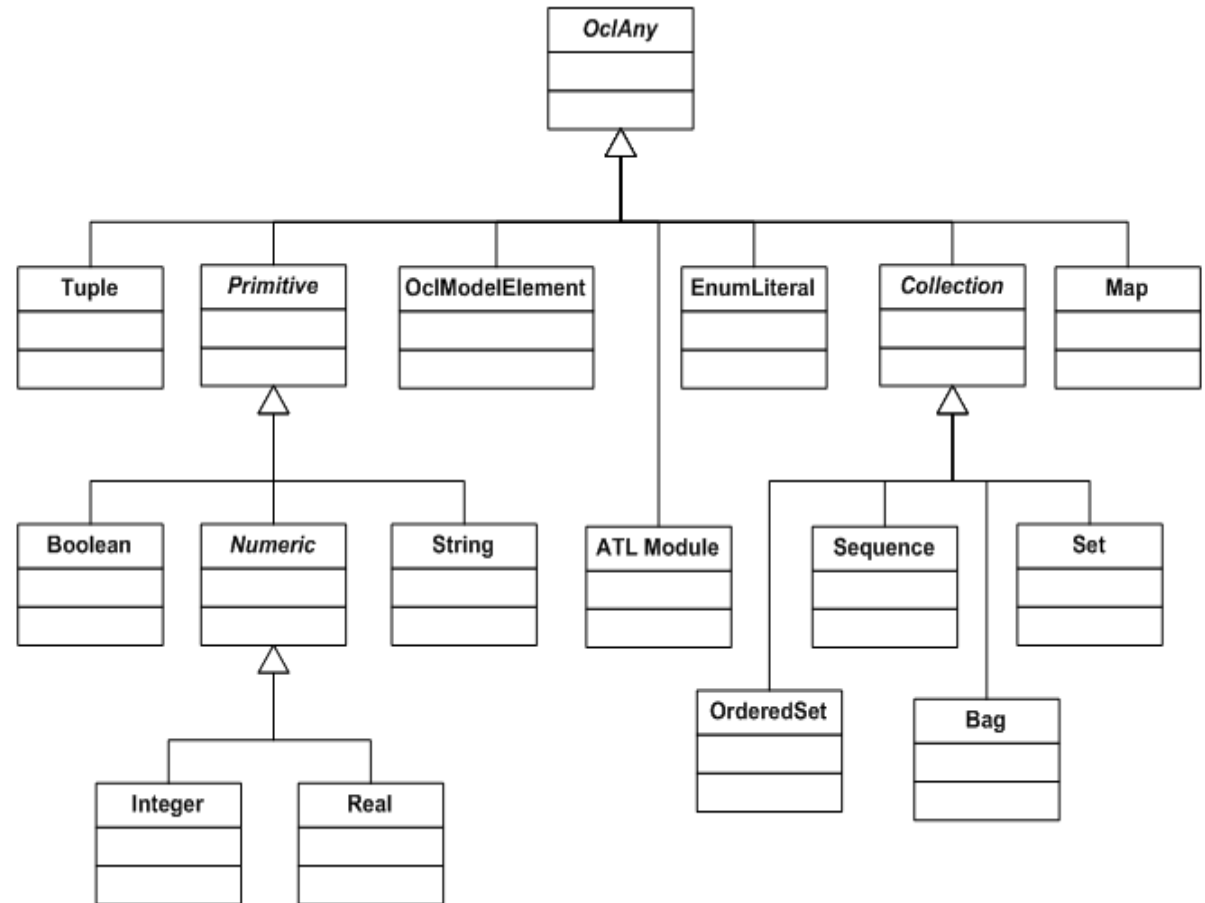 OclAny
Tuple
Primitive
OclModelElement
EnumLiteral
Collection
Map
Boolean
Numeric
String
ATL Module
Sequence
Set
OrderedSet
Bag
Integer
Real